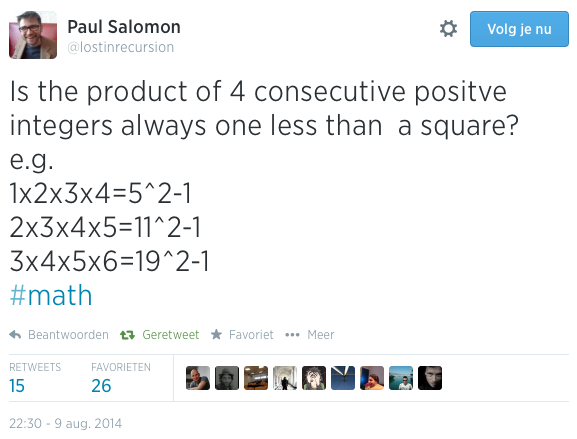 Paul Salomon
@lostinrecursion
Volg je nu
Is the product of 4 consecutive positve
integers always one less than  a square?
e.g.
1x2x3x4=5^2-1
2x3x4x5=11^2-1
3x4x5x6=19^2-1
#math
Beantwoorden Geretweet Favoriet Meer
RETWEETS FAVORIETEN
15 26
22:30 - 9 aug. 2014